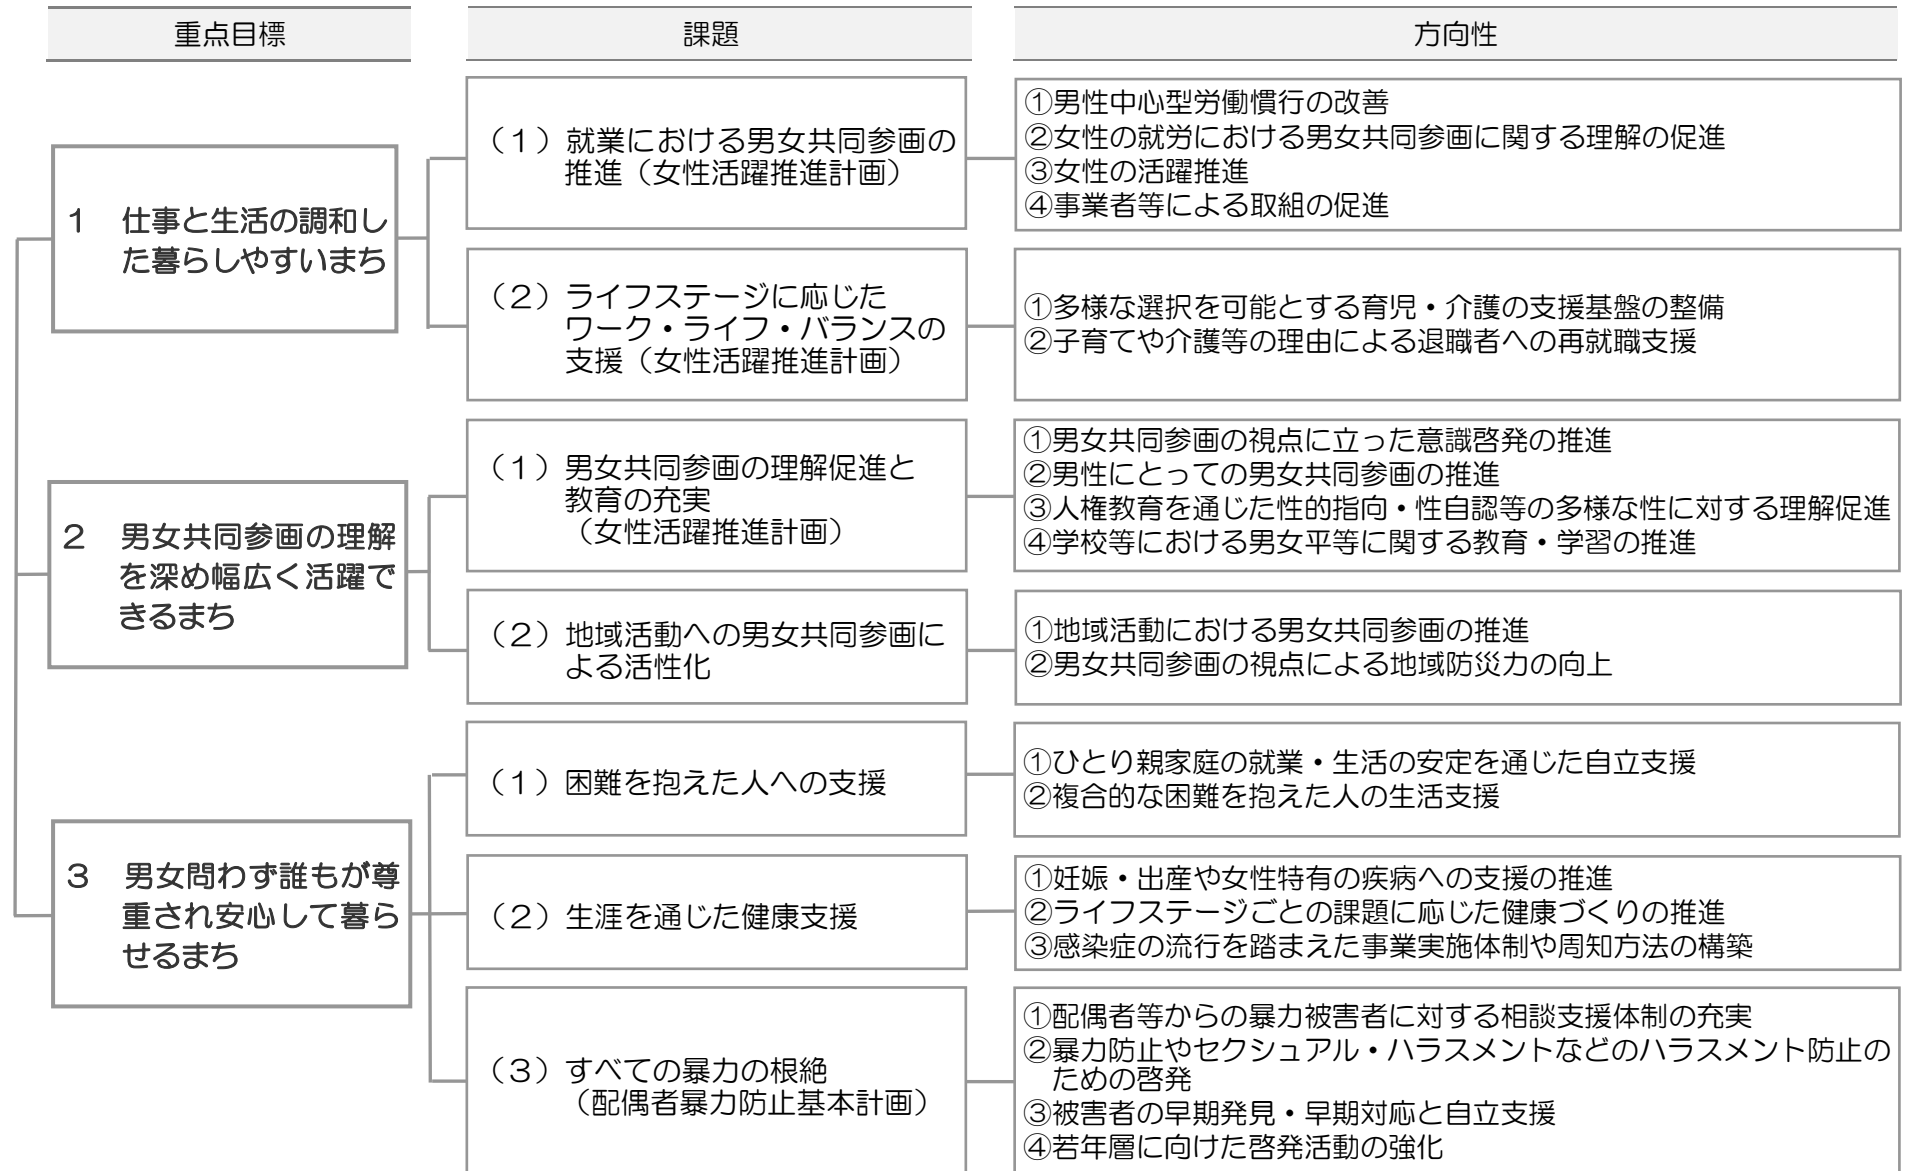 重点目標
課題
方向性
1 仕事と生活の調和し
た暮らしやすいまち
（1）就業における男女共同参画の
推進（女性活躍推進計画）
①男性中心型労働慣行の改善
②女性の就労における男女共同参画に関する理解の促進
③女性の活躍推進
④事業者等による取組の促進
（2）ライフステージに応じた
ワーク・ライフ・バランスの
支援（女性活躍推進計画）
①多様な選択を可能とする育児・介護の支援基盤の整備
②子育てや介護等の理由による退職者への再就職支援
2 男女共同参画の理解
を深め幅広く活躍で
きるまち
（1）男女共同参画の理解促進と
教育の充実
（女性活躍推進計画）
①男女共同参画の視点に立った意識啓発の推進
②男性にとっての男女共同参画の推進
③人権教育を通じた性的指向・性自認等の多様な性に対する理解促進
④学校等における男女平等に関する教育・学習の推進
（2）地域活動への男女共同参画に
よる活性化
①地域活動における男女共同参画の推進
②男女共同参画の視点による地域防災力の向上
3 男女問わず誰もが尊
重され安心して暮ら
せるまち
（1）困難を抱えた人への支援
①ひとり親家庭の就業・生活の安定を通じた自立支援
②複合的な困難を抱えた人の生活支援
（2）生涯を通じた健康支援
①妊娠・出産や女性特有の疾病への支援の推進
②ライフステージごとの課題に応じた健康づくりの推進
③感染症の流行を踏まえた事業実施体制や周知方法の構築
（3）すべての暴力の根絶
（配偶者暴力防止基本計画）
①配偶者等からの暴力被害者に対する相談支援体制の充実
②暴力防止やセクシュアル・ハラスメントなどのハラスメント防止の
ための啓発
③被害者の早期発見・早期対応と自立支援
④若年層に向けた啓発活動の強化